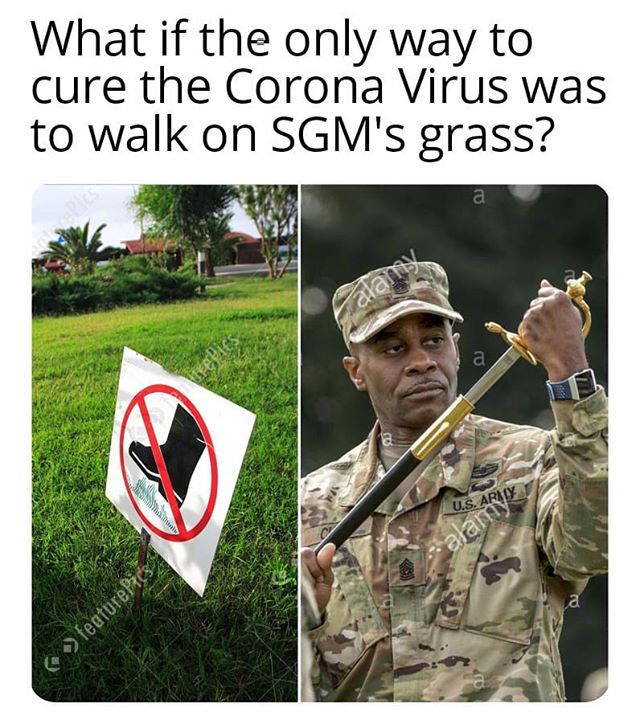 What if the only way to
cure the Corona Virus was
to walk on SGM's grass?
featurePics
alamy
a
a
a
U.S. ARMY
alamy
a
a
featurePics